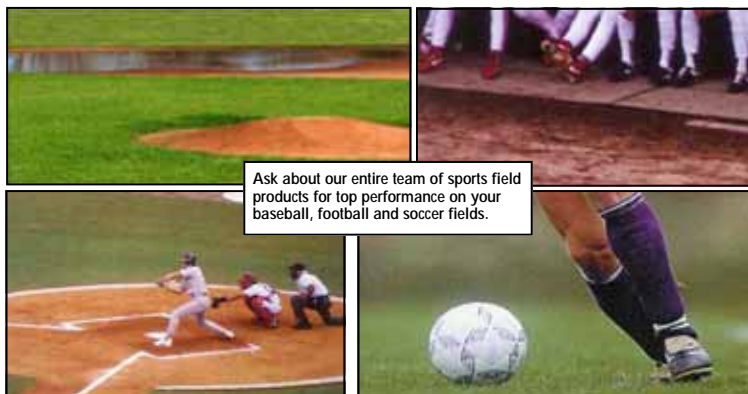 Ask about our entire team of sports field
products for top performance on your
baseball, football and soccer fields.